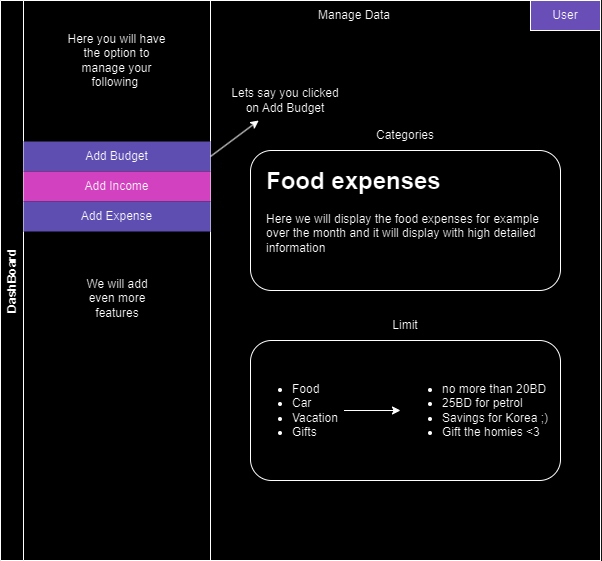 Manage Data
User
Here you will have
the option to
manage your
following
Lets say you clicked
on Add Budget
Add Budget
Add Income
Add Expense
Categories
Food expenses
Here we will display the food expenses for example
over the month and it will display with high detailed
information
DashBoard
We will add
even more
features
Limit
Food
Car
Vacation
Gifts
no more than 20BD
25BD for petrol
Savings for Korea ;)
Gift the homies <3